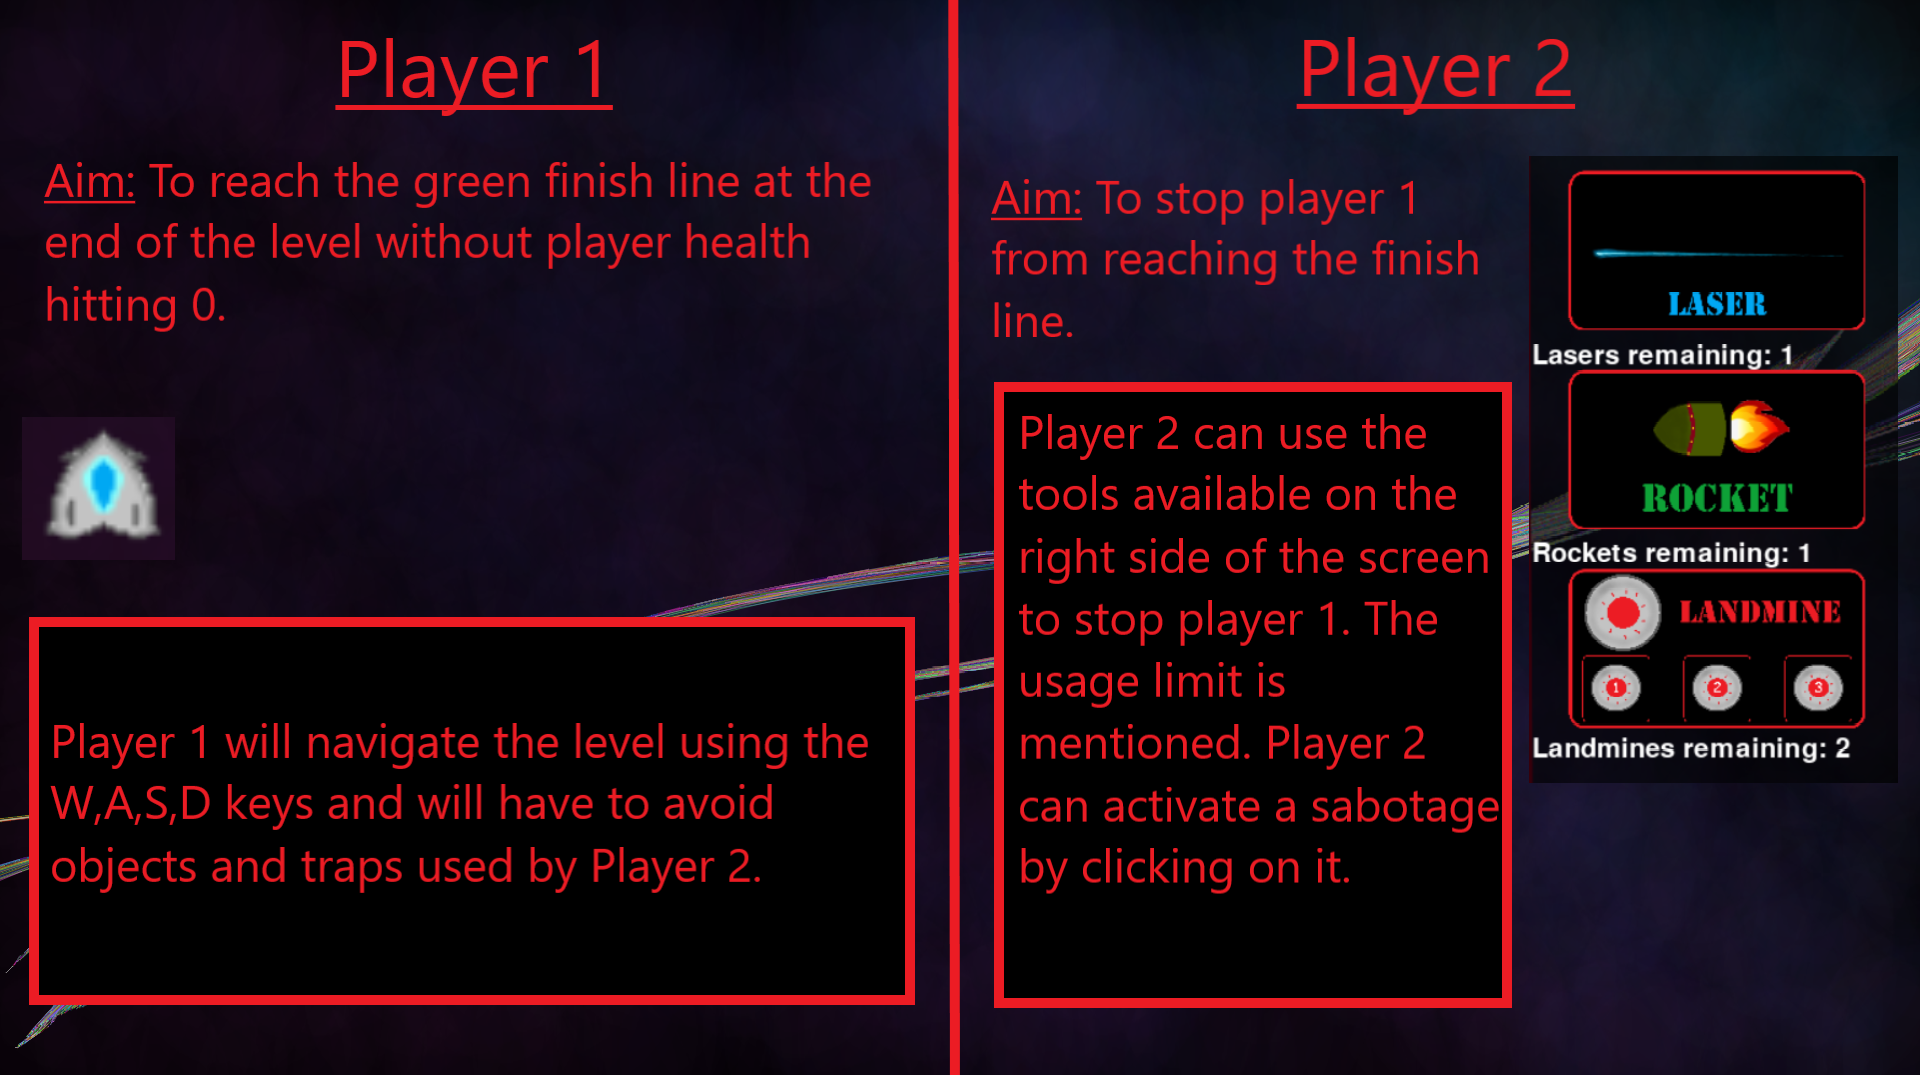 Player 1
Aim: To reach the green finish line at the
end of the level without player health
hitting 0.
Player 1 will navigate the level using the
W,A,S,D keys and will have to avoid
objects and traps used by Player 2.
Player 2
Aim: To stop player 1
from reaching the finish
line.
Player 2 can use the
tools available on the
right side of the screen
to stop player 1. The
usage limit is
mentioned. Player 2
can activate a sabotage
by clicking on it.
LASER
Lasers remaining: 1
ROCKET
Rockets remaining: 1
LANDMINE
1 2 3
Landmines remaining: 2